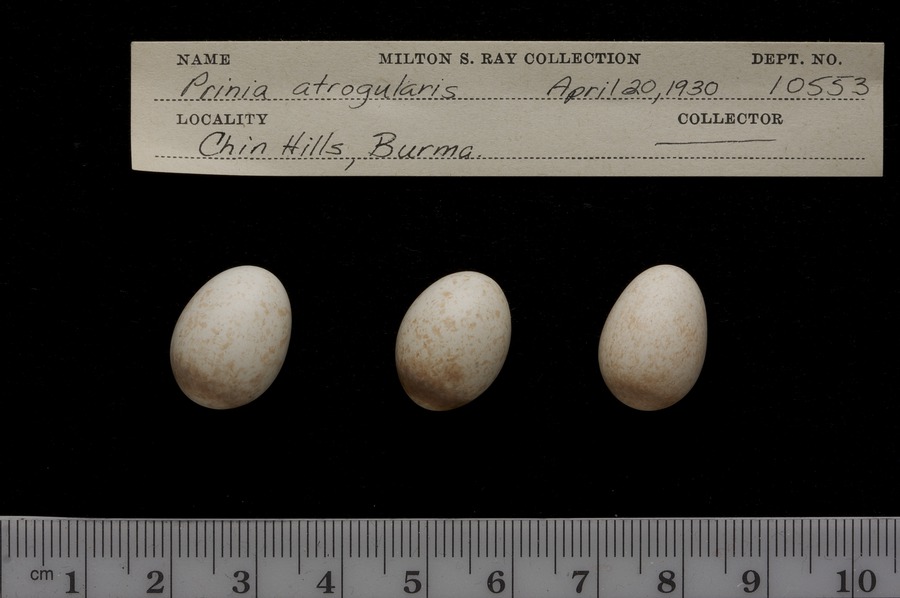 NAME MILTON S. RAY COLLECTION DEPT. NO.
Prinia atrogularis April 20, 1930 10553
LOCALITY COLLECTOR
Chin Hills, Burma.
cm 1 2 3 4 5 6 7 8 9 10